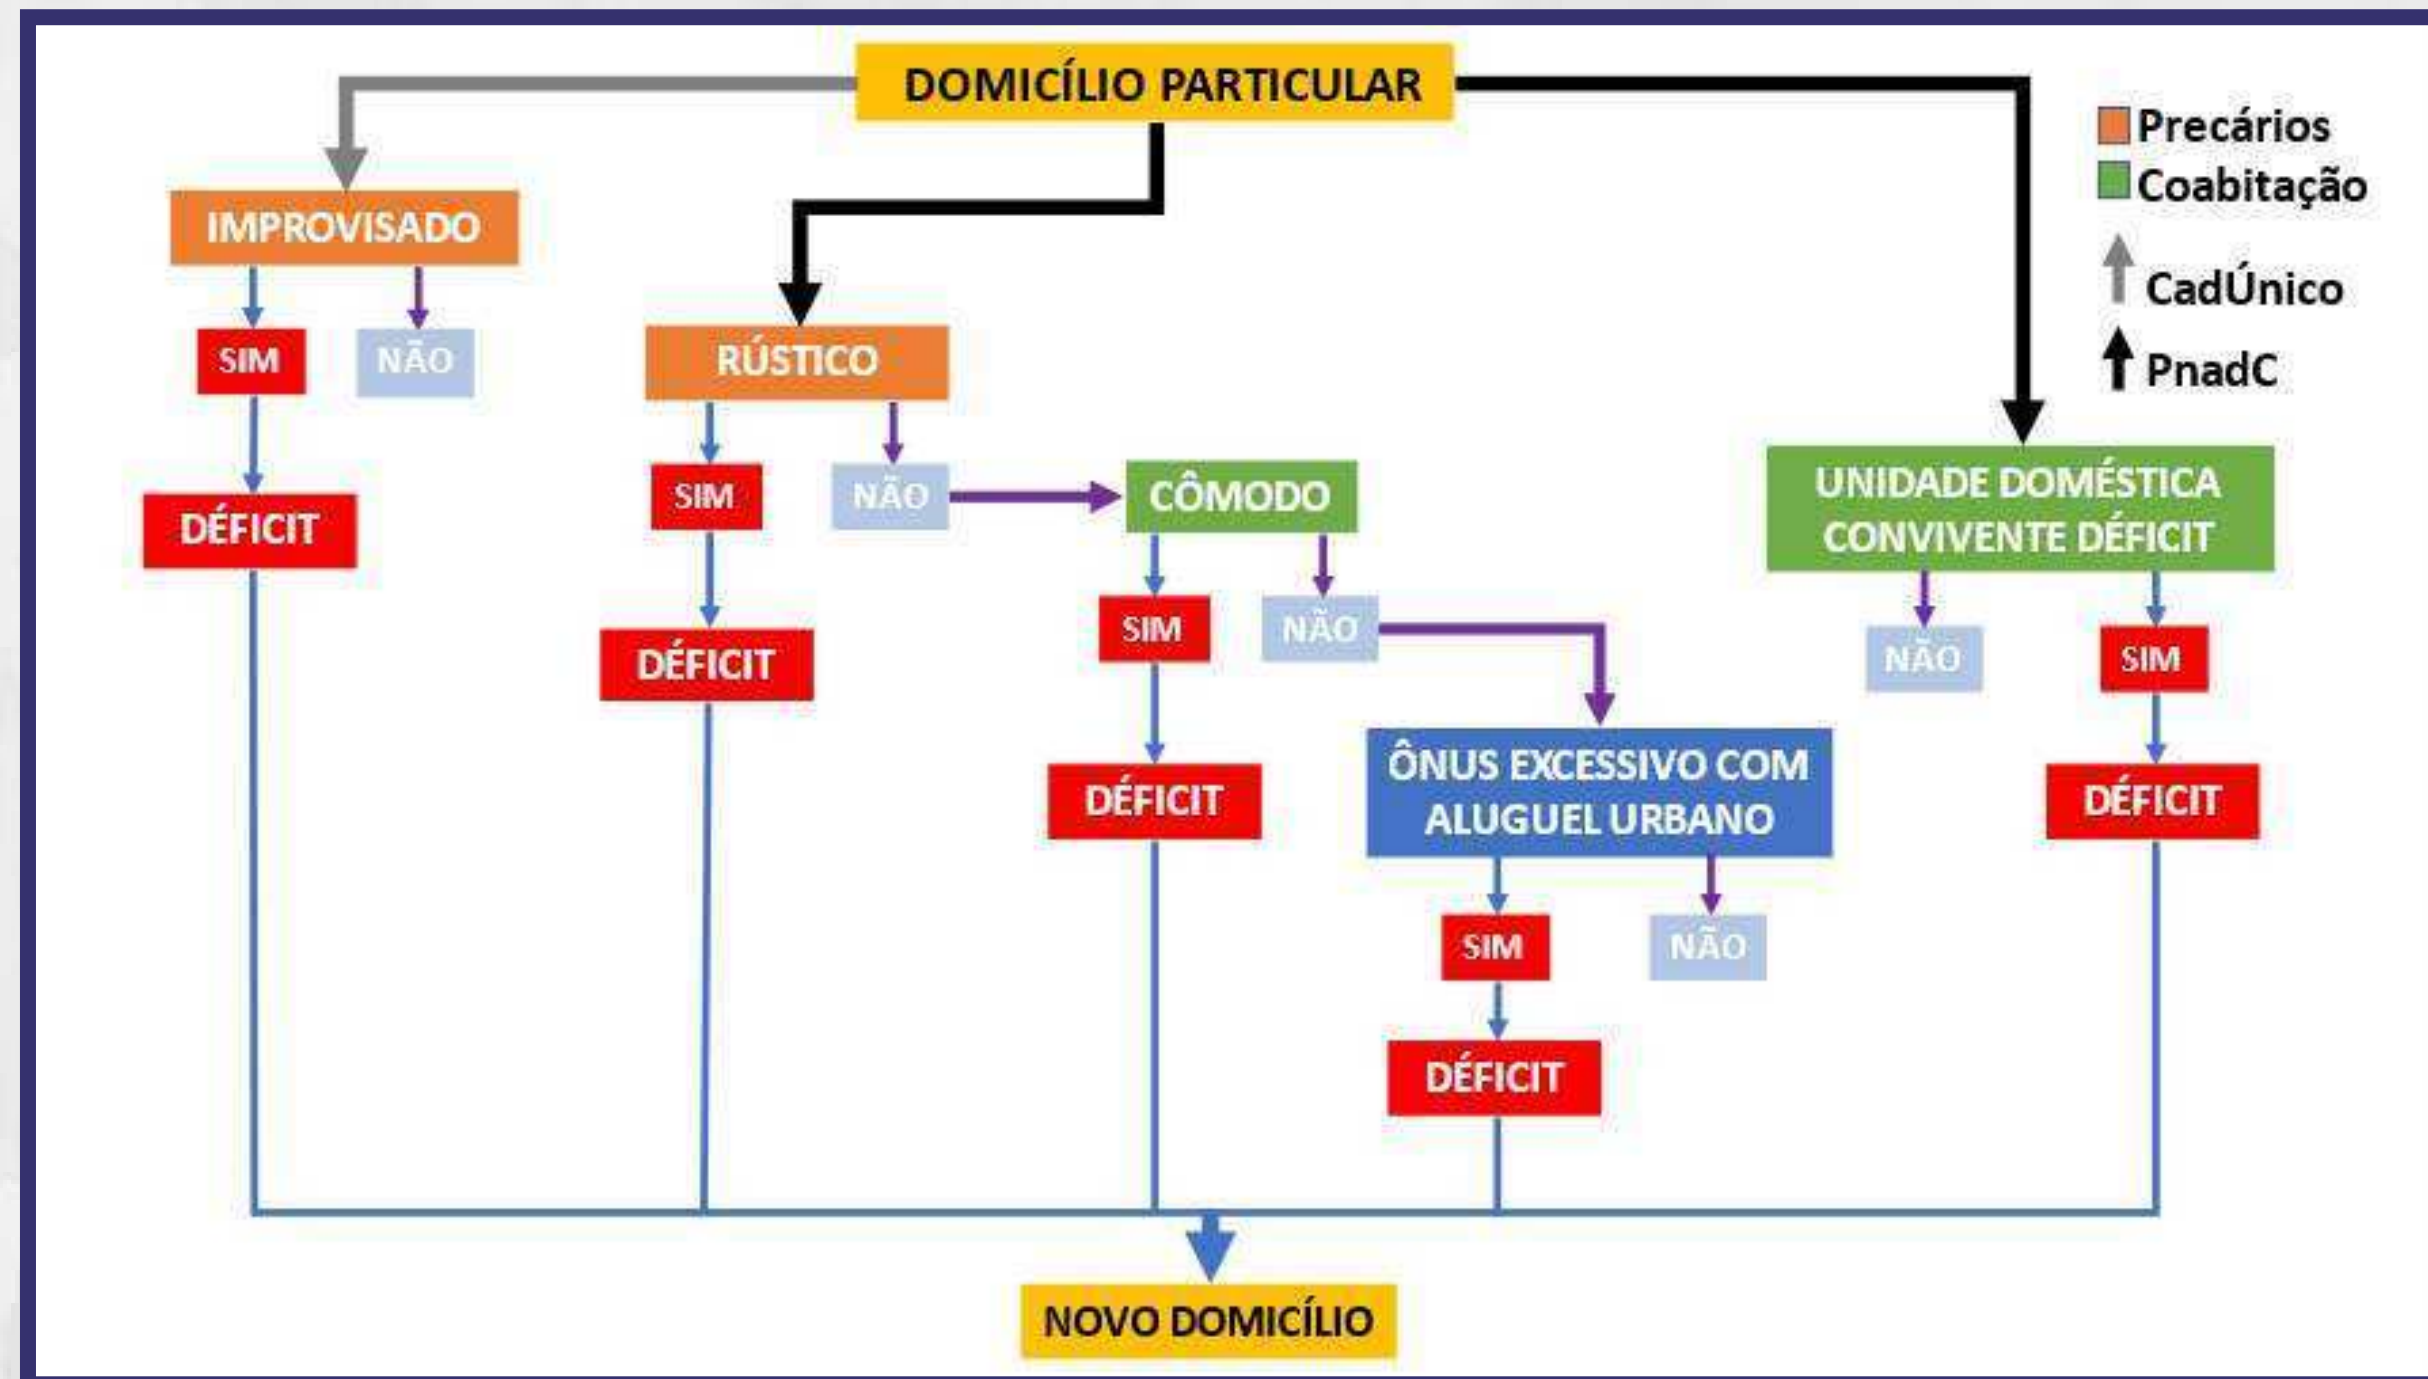 DOMICÍLIO PARTICULAR
Precários
Coabitação
CadÚnico
PnadC
IMPROVISADO
SIM
NÃO
DÉFICIT
RÚSTICO
SIM
NÃO
DÉFICIT
CÔMODO
SIM
NÃO
DÉFICIT
ÔNUS EXCESSIVO COM
ALUGUEL URBANO
SIM
NÃO
DÉFICIT
UNIDADE DOMÉSTICA
CONVIVENTE DÉFICIT
NÃO
SIM
DÉFICIT
NOVO DOMICÍLIO